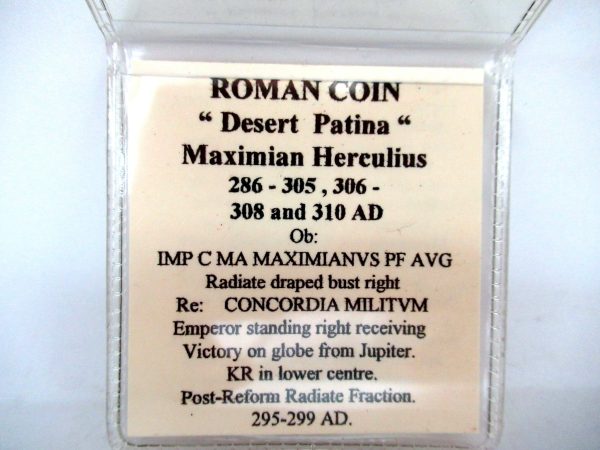 ROMAN COIN
“ Desert Patina “
Maximian Herculius
286 - 305 , 306 -
308 and 310 AD
Ob:
IMP C MA MAXIMIANVS PF AVG
Radiate draped bust right
Re: CONCORDIA MILITVM
Emperor standing right receiving
Victory on globe from Jupiter.
KR in lower centre.
Post-Reform Radiate Fraction.
295-299 AD.